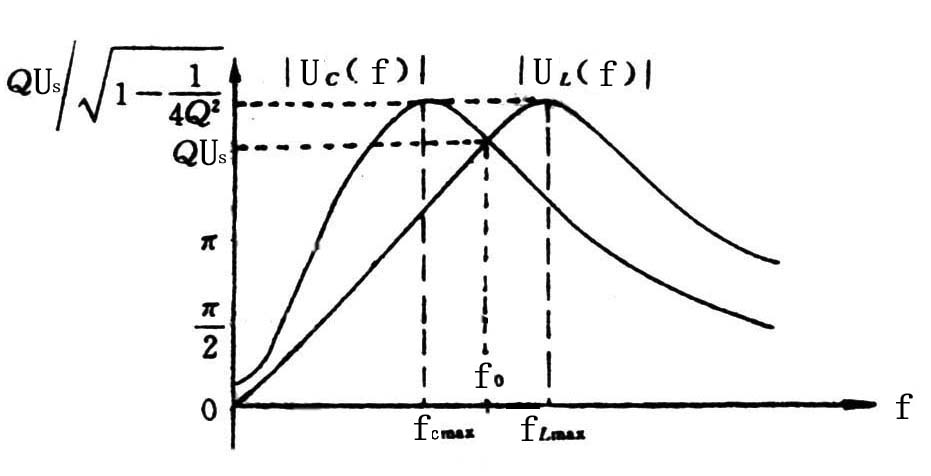 QUs/√1-1/4Q²
|Uc(f)|
|UL(f)|
QUs
π
π/2
0
f₀
f
fcmax
fLmax